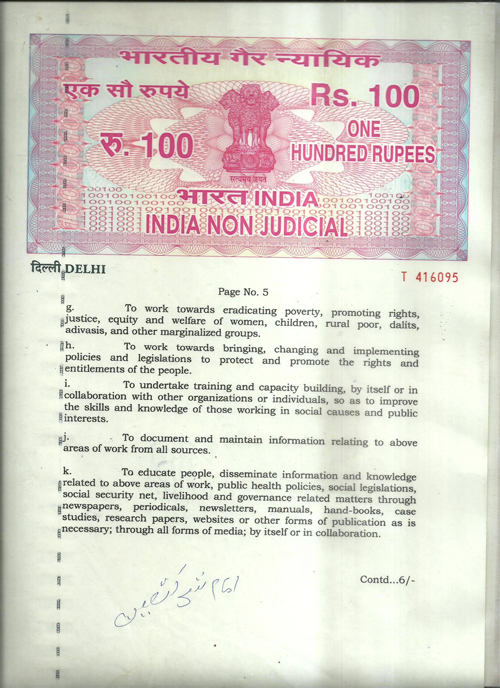 भारतीय गैर न्यायिक
एक सौ रुपये
Rs. 100
रु. 100
ONE
HUNDRED RUPEES
सत्यमेव जयते
भारत INDIA
INDIA NON JUDICIAL
दिल्ली DELHI
T 416095
Page No. 5
g. To work towards eradicating poverty, promoting rights,
justice, equity and welfare of women, children, rural poor, dalits,
adivasis, and other marginalized groups.
h. To work towards bringing, changing and implementing
policies and legislations to protect and promote the rights and
entitlements of the people.
i. To undertake training and capacity building, by itself or in
collaboration with other organizations or individuals, so as to improve
the skills and knowledge of those working in social causes and public
interests.
j. To document and maintain information relating to above
areas of work from all sources.
k. To educate people, disseminate information and knowledge
related to above areas of work, public health policies, social legislations,
social security net, livelihood and governance related matters through
newspapers, periodicals, newsletters, manuals, hand-books, case
studies, research papers, websites or other forms of publication as is
necessary; through all forms of media; by itself or in collaboration.
Contd...6/-